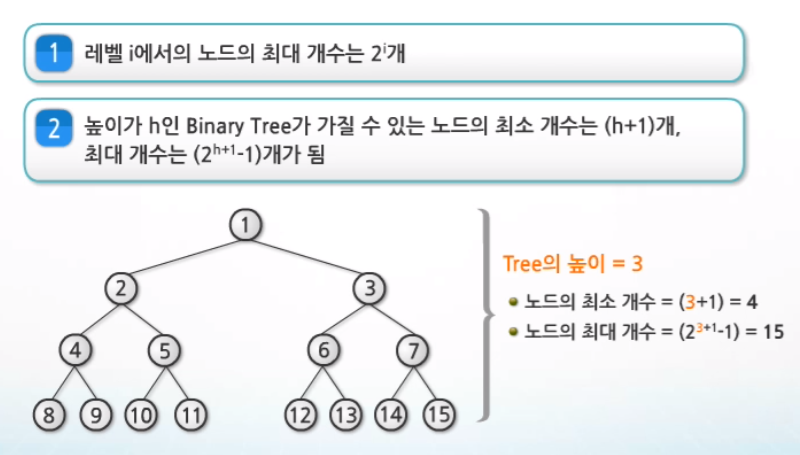 1 레벨 i에서의 노드의 최대 개수는 2ⁱ개
2 높이가 h인 Binary Tree가 가질 수 있는 노드의 최소 개수는 (h+1)개,
최대 개수는 (2ʰ⁺¹-1)개가 됨
1
2 3
4 5 6 7
8 9 10 11 12 13 14 15
Tree의 높이 = 3
• 노드의 최소 개수 = (3+1) = 4
• 노드의 최대 개수 = (2³⁺¹-1) = 15